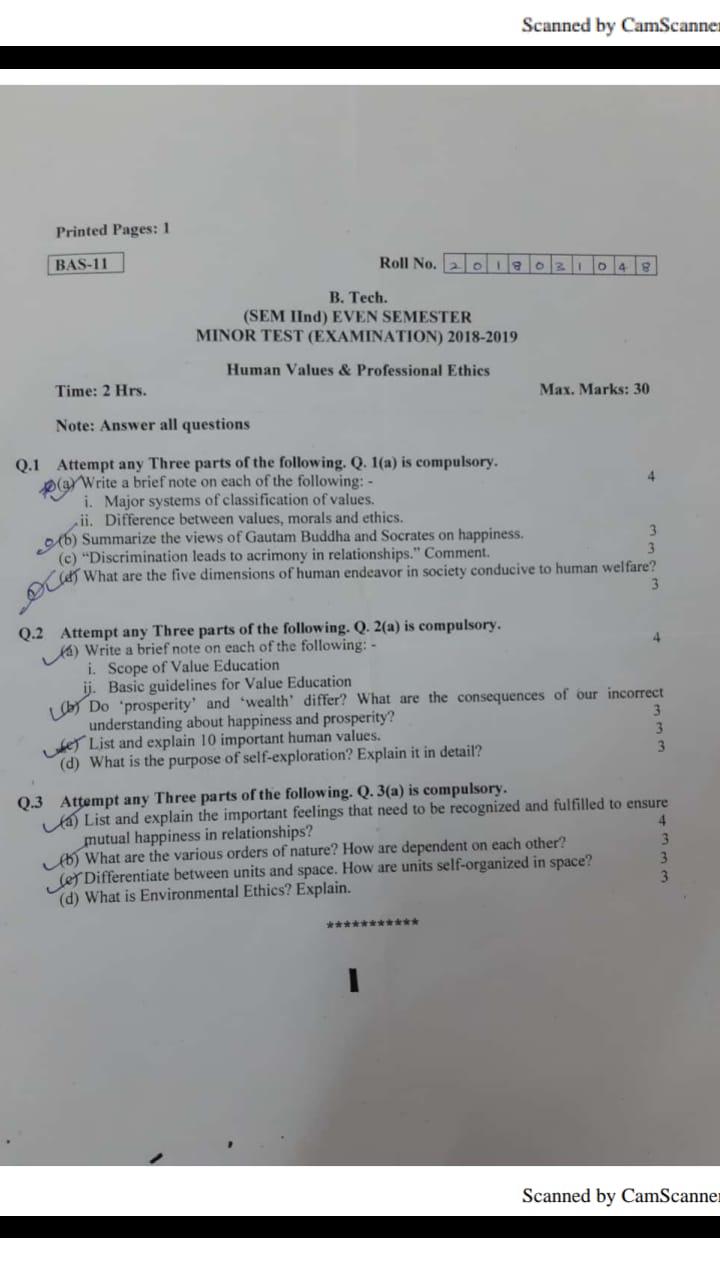 Scanned by CamScanner
Printed Pages: 1
BAS-11
Roll No. 2018031048
B. Tech.
(SEM IInd) EVEN SEMESTER
MINOR TEST (EXAMINATION) 2018-2019
Human Values & Professional Ethics
Time: 2 Hrs.
Max. Marks: 30
Note: Answer all questions
Q.1 Attempt any Three parts of the following. Q. 1(a) is compulsory.
(a) Write a brief note on each of the following: - 4
i. Major systems of classification of values.
ii. Difference between values, morals and ethics.
(b) Summarize the views of Gautam Buddha and Socrates on happiness. 3
(c) “Discrimination leads to acrimony in relationships.” Comment. 3
(d) What are the five dimensions of human endeavor in society conducive to human welfare?
3
Q.2 Attempt any Three parts of the following. Q. 2(a) is compulsory.
(a) Write a brief note on each of the following: - 4
i. Scope of Value Education
ii. Basic guidelines for Value Education
(b) Do ‘prosperity’ and ‘wealth’ differ? What are the consequences of our incorrect
understanding about happiness and prosperity? 3
(c) List and explain 10 important human values. 3
(d) What is the purpose of self-exploration? Explain it in detail? 3
Q.3 Attempt any Three parts of the following. Q. 3(a) is compulsory.
(a) List and explain the important feelings that need to be recognized and fulfilled to ensure
mutual happiness in relationships? 4
(b) What are the various orders of nature? How are dependent on each other? 3
(c) Differentiate between units and space. How are units self-organized in space? 3
(d) What is Environmental Ethics? Explain. 3
***********
Scanned by CamScanner